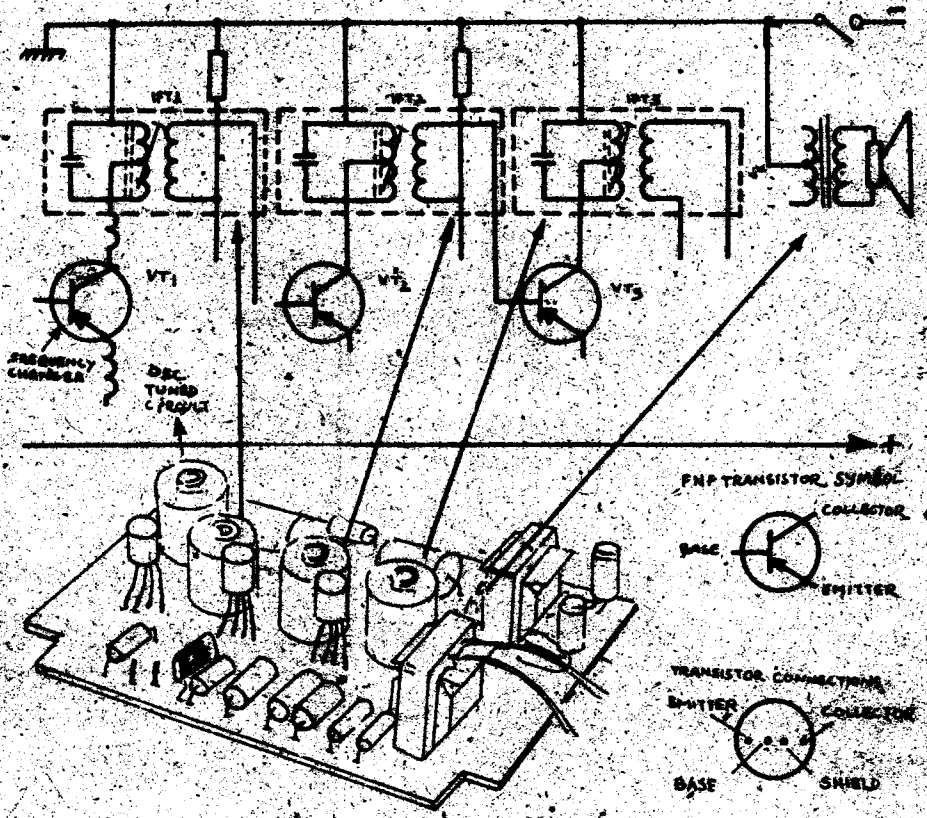 IFT1
IFT2
IFT3
VT1
VT2
VT3
FREQUENCY
CHANGER
OSC.
TUNED
CIRCUIT
+
PNP TRANSISTOR SYMBOL
COLLECTOR
BASE
EMITTER
TRANSISTOR CONNECTIONS
EMITTER
COLLECTOR
BASE
SHIELD